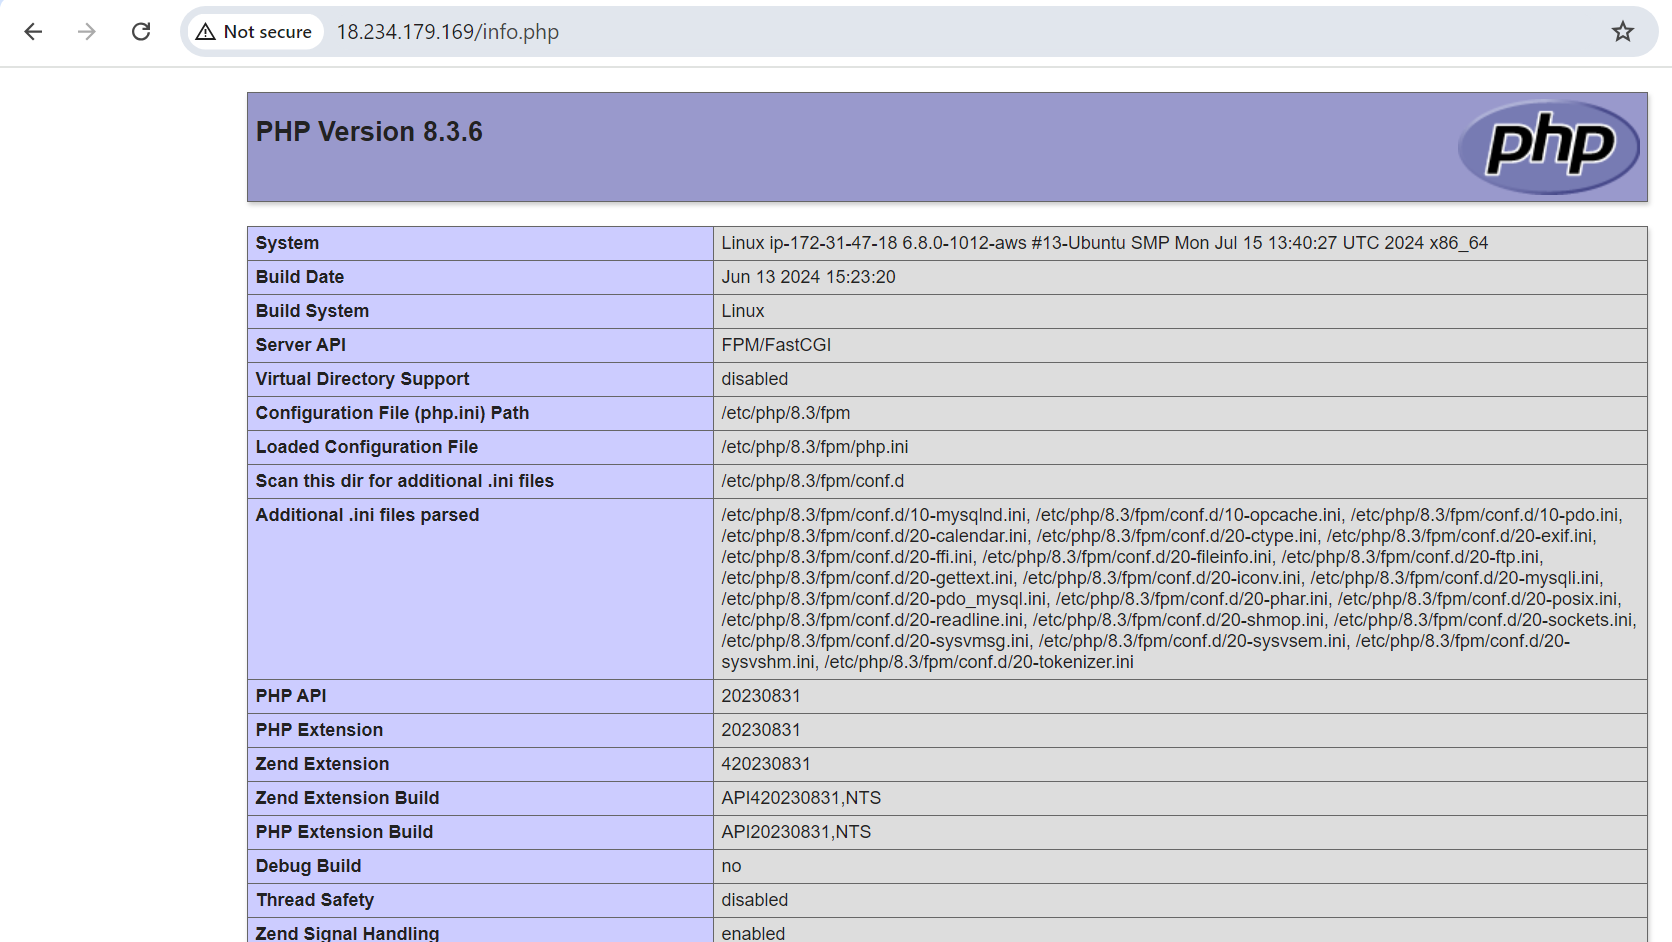 Not secure 18.234.179.169/info.php
PHP Version 8.3.6
php
System Linux ip-172-31-47-18 6.8.0-1012-aws #13-Ubuntu SMP Mon Jul 15 13:40:27 UTC 2024 x86_64
Build Date Jun 13 2024 15:23:20
Build System Linux
Server API FPM/FastCGI
Virtual Directory Support disabled
Configuration File (php.ini) Path /etc/php/8.3/fpm
Loaded Configuration File /etc/php/8.3/fpm/php.ini
Scan this dir for additional .ini files /etc/php/8.3/fpm/conf.d
Additional .ini files parsed /etc/php/8.3/fpm/conf.d/10-mysqlnd.ini, /etc/php/8.3/fpm/conf.d/10-opcache.ini, /etc/php/8.3/fpm/conf.d/10-pdo.ini,
/etc/php/8.3/fpm/conf.d/20-calendar.ini, /etc/php/8.3/fpm/conf.d/20-ctype.ini, /etc/php/8.3/fpm/conf.d/20-exif.ini,
/etc/php/8.3/fpm/conf.d/20-ffi.ini, /etc/php/8.3/fpm/conf.d/20-fileinfo.ini, /etc/php/8.3/fpm/conf.d/20-ftp.ini,
/etc/php/8.3/fpm/conf.d/20-gettext.ini, /etc/php/8.3/fpm/conf.d/20-iconv.ini, /etc/php/8.3/fpm/conf.d/20-mysqli.ini,
/etc/php/8.3/fpm/conf.d/20-pdo_mysql.ini, /etc/php/8.3/fpm/conf.d/20-phar.ini, /etc/php/8.3/fpm/conf.d/20-posix.ini,
/etc/php/8.3/fpm/conf.d/20-readline.ini, /etc/php/8.3/fpm/conf.d/20-shmop.ini, /etc/php/8.3/fpm/conf.d/20-sockets.ini,
/etc/php/8.3/fpm/conf.d/20-sysvmsg.ini, /etc/php/8.3/fpm/conf.d/20-sysvsem.ini, /etc/php/8.3/fpm/conf.d/20-
sysvshm.ini, /etc/php/8.3/fpm/conf.d/20-tokenizer.ini
PHP API 20230831
PHP Extension 20230831
Zend Extension 420230831
Zend Extension Build API420230831,NTS
PHP Extension Build API20230831,NTS
Debug Build no
Thread Safety disabled
Zend Signal Handling enabled